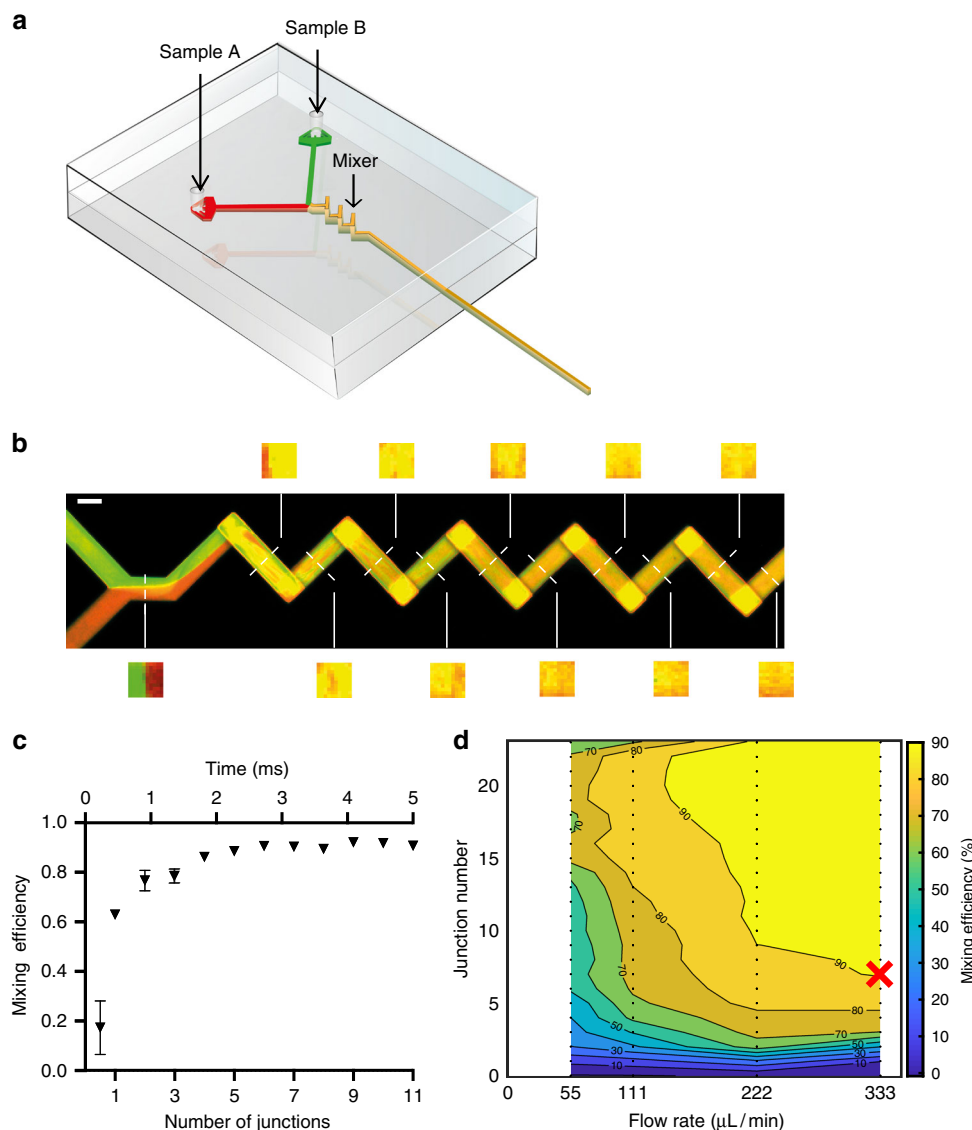 a
Sample A
Sample B
Mixer
b
c
Time (ms)
0 1 2 3 4 5
1.0
0.8
0.6
0.4
0.2
0.0
Mixing efficiency
1 3 5 7 9 11
Number of junctions
d
20
15
10
5
0
Junction number
70
80
70
90
80
70
90
90
80
70
50
50
30
30
10
10
0 55 111 222 333
Flow rate (μL/min)
90
80
70
60
50
40
30
20
10
0
Mixing efficiency (%)